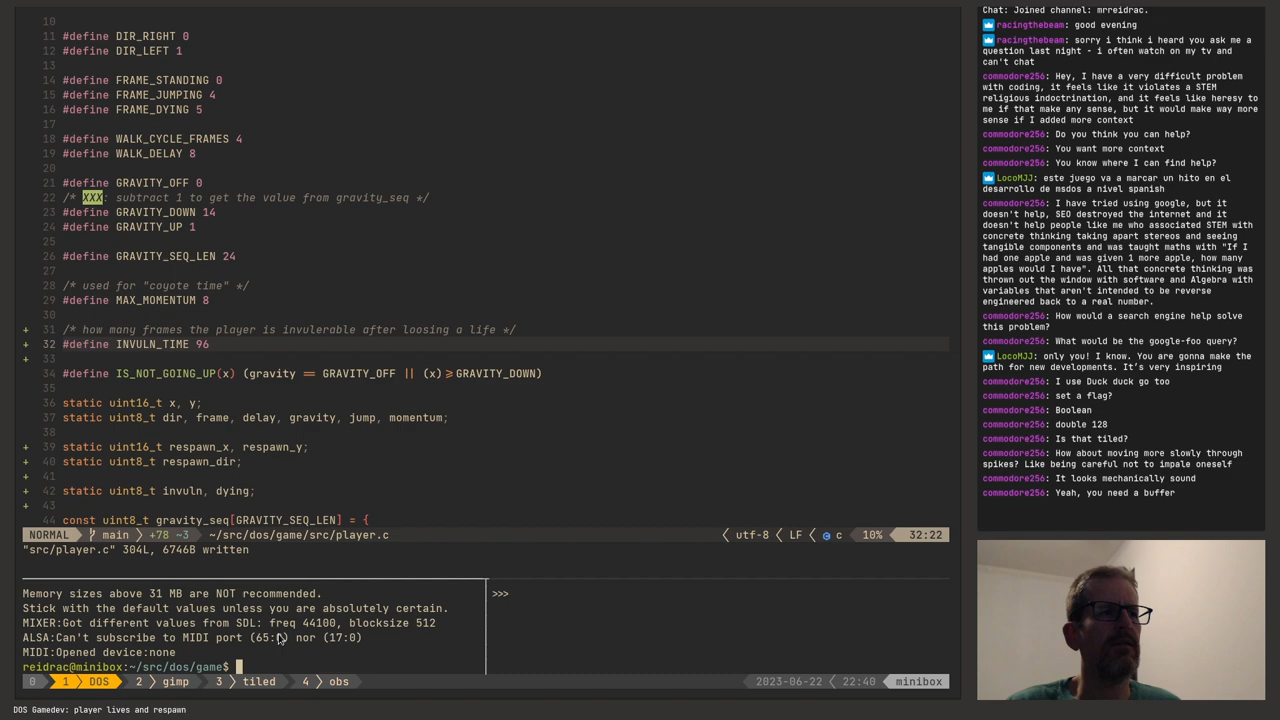 10
11 #define DIR_RIGHT 0
12 #define DIR_LEFT 1
13
14 #define FRAME_STANDING 0
15 #define FRAME_JUMPING 4
16 #define FRAME_DYING 5
17
18 #define WALK_CYCLE_FRAMES 4
19 #define WALK_DELAY 8
20
21 #define GRAVITY_OFF 0
22 /* XXX: subtract 1 to get the value from gravity_seq */
23 #define GRAVITY_DOWN 14
24 #define GRAVITY_UP 1
25
26 #define GRAVITY_SEQ_LEN 24
27
28 /* used for "coyote time" */
29 #define MAX_MOMENTUM 8
30
+ 31 /* how many frames the player is invulerable after loosing a life */
+ 32 #define INVULN_TIME 96
+ 33
34 #define IS_NOT_GOING_UP(x) (gravity == GRAVITY_OFF || (x)>=GRAVITY_DOWN)
35
36 static uint16_t x, y;
37 static uint8_t dir, frame, delay, gravity, jump, momentum;
38
+ 39 static uint16_t respawn_x, respawn_y;
+ 40 static uint8_t respawn_dir;
+ 41
+ 42 static uint8_t invuln, dying;
+ 43
44 const uint8_t gravity_seq[GRAVITY_SEQ_LEN] = {
NORMAL main +78 ~3 ~/src/dos/game/src/player.c utf-8 LF c 10% 32:22
"src/player.c" 304L, 6746B written
Memory sizes above 31 MB are NOT recommended.
Stick with the default values unless you are absolutely certain.
MIXER:Got different values from SDL: freq 44100, blocksize 512
ALSA:Can't subscribe to MIDI port (65:0) nor (17:0)
MIDI:Opened device:none
reidrac@minibox:~/src/dos/game$
>>>
0 1 DOS 2 gimp 3 tiled 4 obs 2023-06-22 22:40 minibox
DOS Gamedev: player lives and respawn
Chat: Joined channel: mrreidrac.
racingthebeam: good evening
racingthebeam: sorry i think i heard you ask me a
question last night - i often watch on my tv and
can't chat
commodore256: Hey, I have a very difficult problem
with coding, it feels like it violates a STEM
religious indoctrination, and it feels like heresy to
me if that make any sense, but it would make way more
sense if I added more context
commodore256: Do you think you can help?
commodore256: You want more context
commodore256: You know where I can find help?
LocoMJJ: este juego va a marcar un hito en el
desarrollo de msdos a nivel spanish
commodore256: I have tried using google, but it
doesn't help, SEO destroyed the internet and it
doesn't help people like me who associated STEM with
concrete thinking taking apart stereos and seeing
tangible components and was taught maths with "If I
had one apple and was given 1 more apple, how many
apples would I have". All that concrete thinking was
thrown out the window with software and Algebra with
variables that aren't intended to be reverse
engineered back to a real number.
commodore256: How would a search engine help solve
this problem?
commodore256: What would be the google-foo query?
LocoMJJ: only you! I know. You are gonna make the
path for new developments. It's very inspiring
commodore256: I use Duck duck go too
commodore256: set a flag?
commodore256: Boolean
commodore256: double 128
commodore256: Is that tiled?
commodore256: How about moving more slowly through
spikes? Like being careful not to impale oneself
commodore256: It looks mechanically sound
commodore256: Yeah, you need a buffer